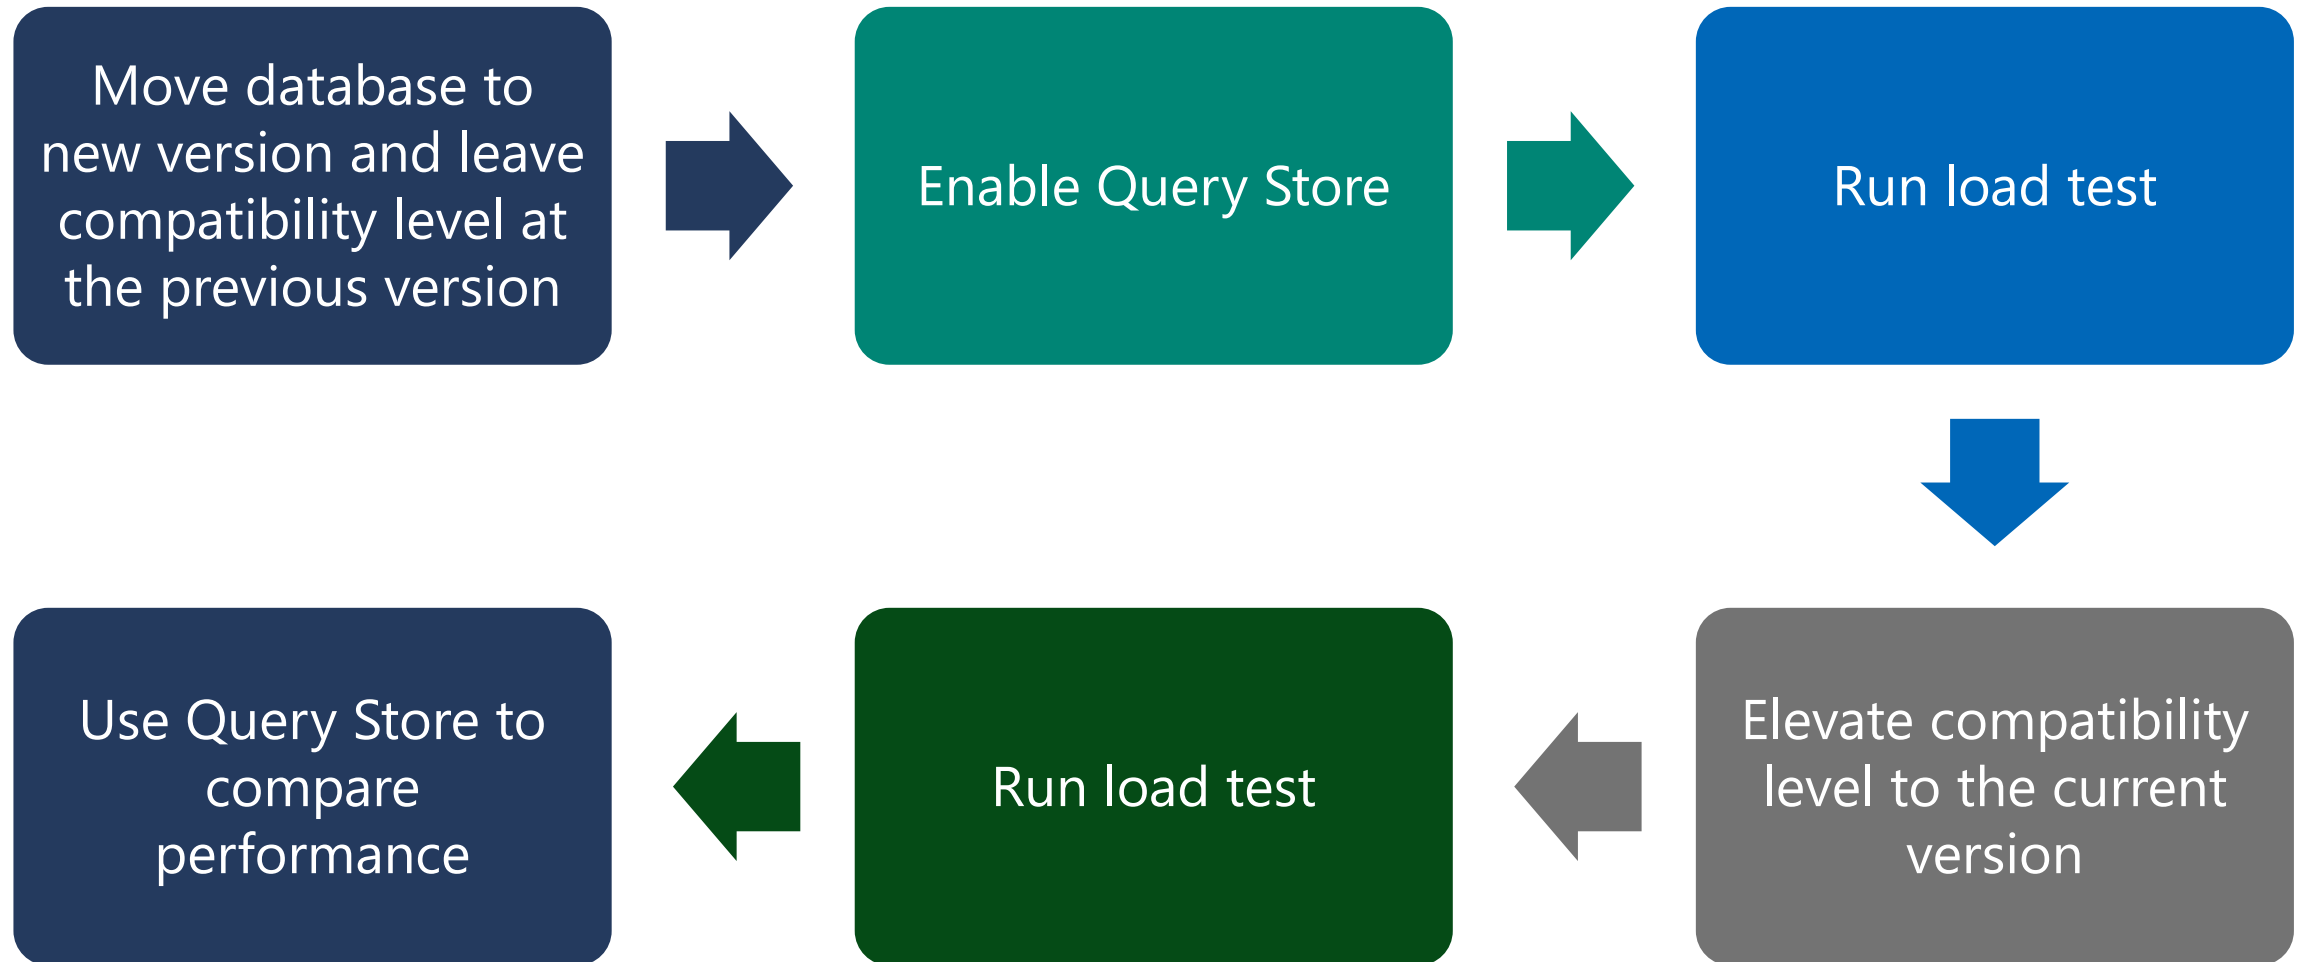 Move database to
new version and leave
compatibility level at
the previous version
Enable Query Store
Run load test
Elevate compatibility
level to the current
version
Run load test
Use Query Store to
compare
performance